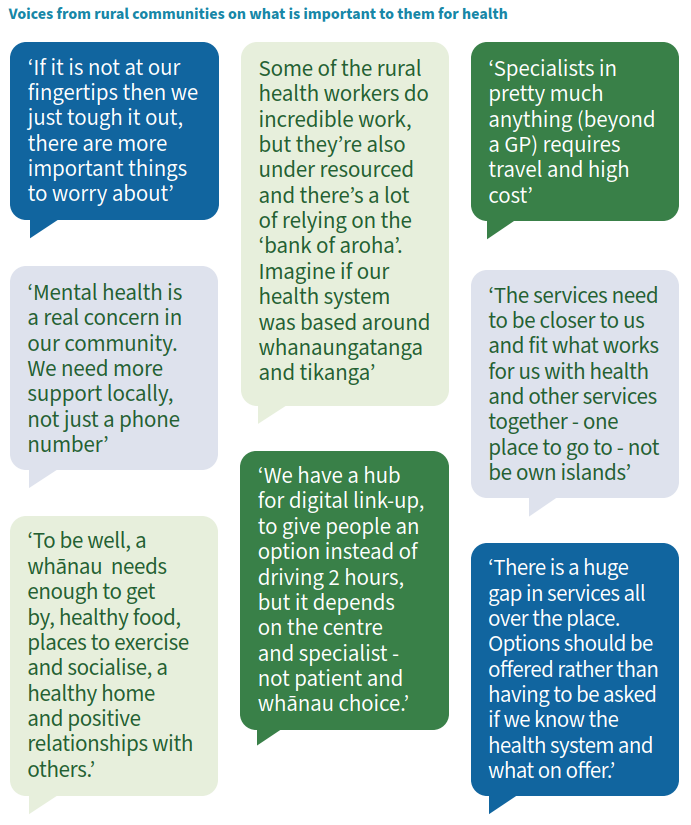 Voices from rural communities on what is important to them for health
‘If it is not at our
fingertips then we
just tough it out,
there are more
important things
to worry about’
‘Mental health is
a real concern in
our community.
We need more
support locally,
not just a phone
number’
‘To be well, a
whānau needs
enough to get
by, healthy food,
places to exercise
and socialise, a
healthy home
and positive
relationships with
others.’
Some of the rural
health workers do
incredible work,
but they’re also
under resourced
and there’s a lot
of relying on the
‘bank of aroha’.
Imagine if our
health system
was based around
whanaungatanga
and tikanga’
‘We have a hub
for digital link-up,
to give people an
option instead of
driving 2 hours,
but it depends
on the centre
and specialist -
not patient and
whānau choice.’
‘Specialists in
pretty much
anything (beyond
a GP) requires
travel and high
cost’
‘The services need
to be closer to us
and fit what works
for us with health
and other services
together - one
place to go to - not
be own islands’
‘There is a huge
gap in services all
over the place.
Options should be
offered rather than
having to be asked
if we know the
health system and
what on offer.’